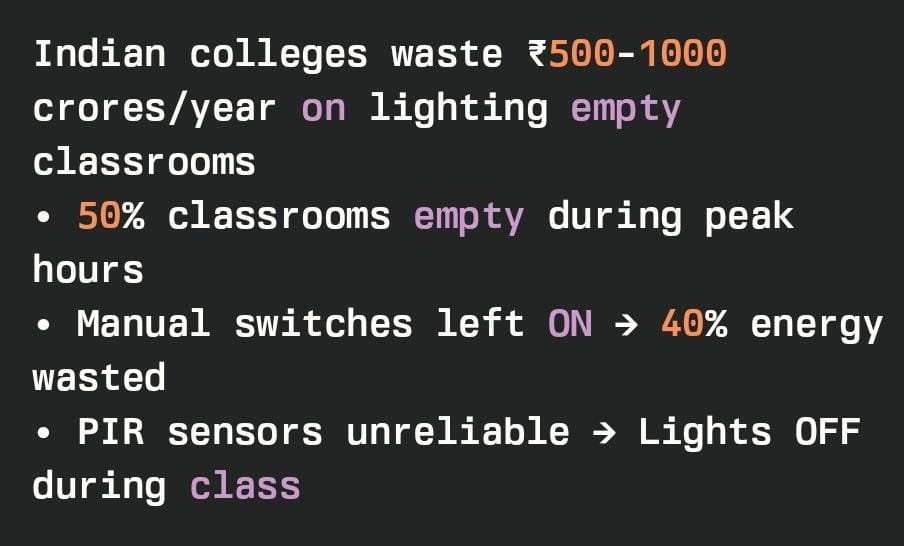 Indian colleges waste ₹500-1000
crores/year on lighting empty
classrooms
• 50% classrooms empty during peak
hours
• Manual switches left ON → 40% energy
wasted
• PIR sensors unreliable → Lights OFF
during class